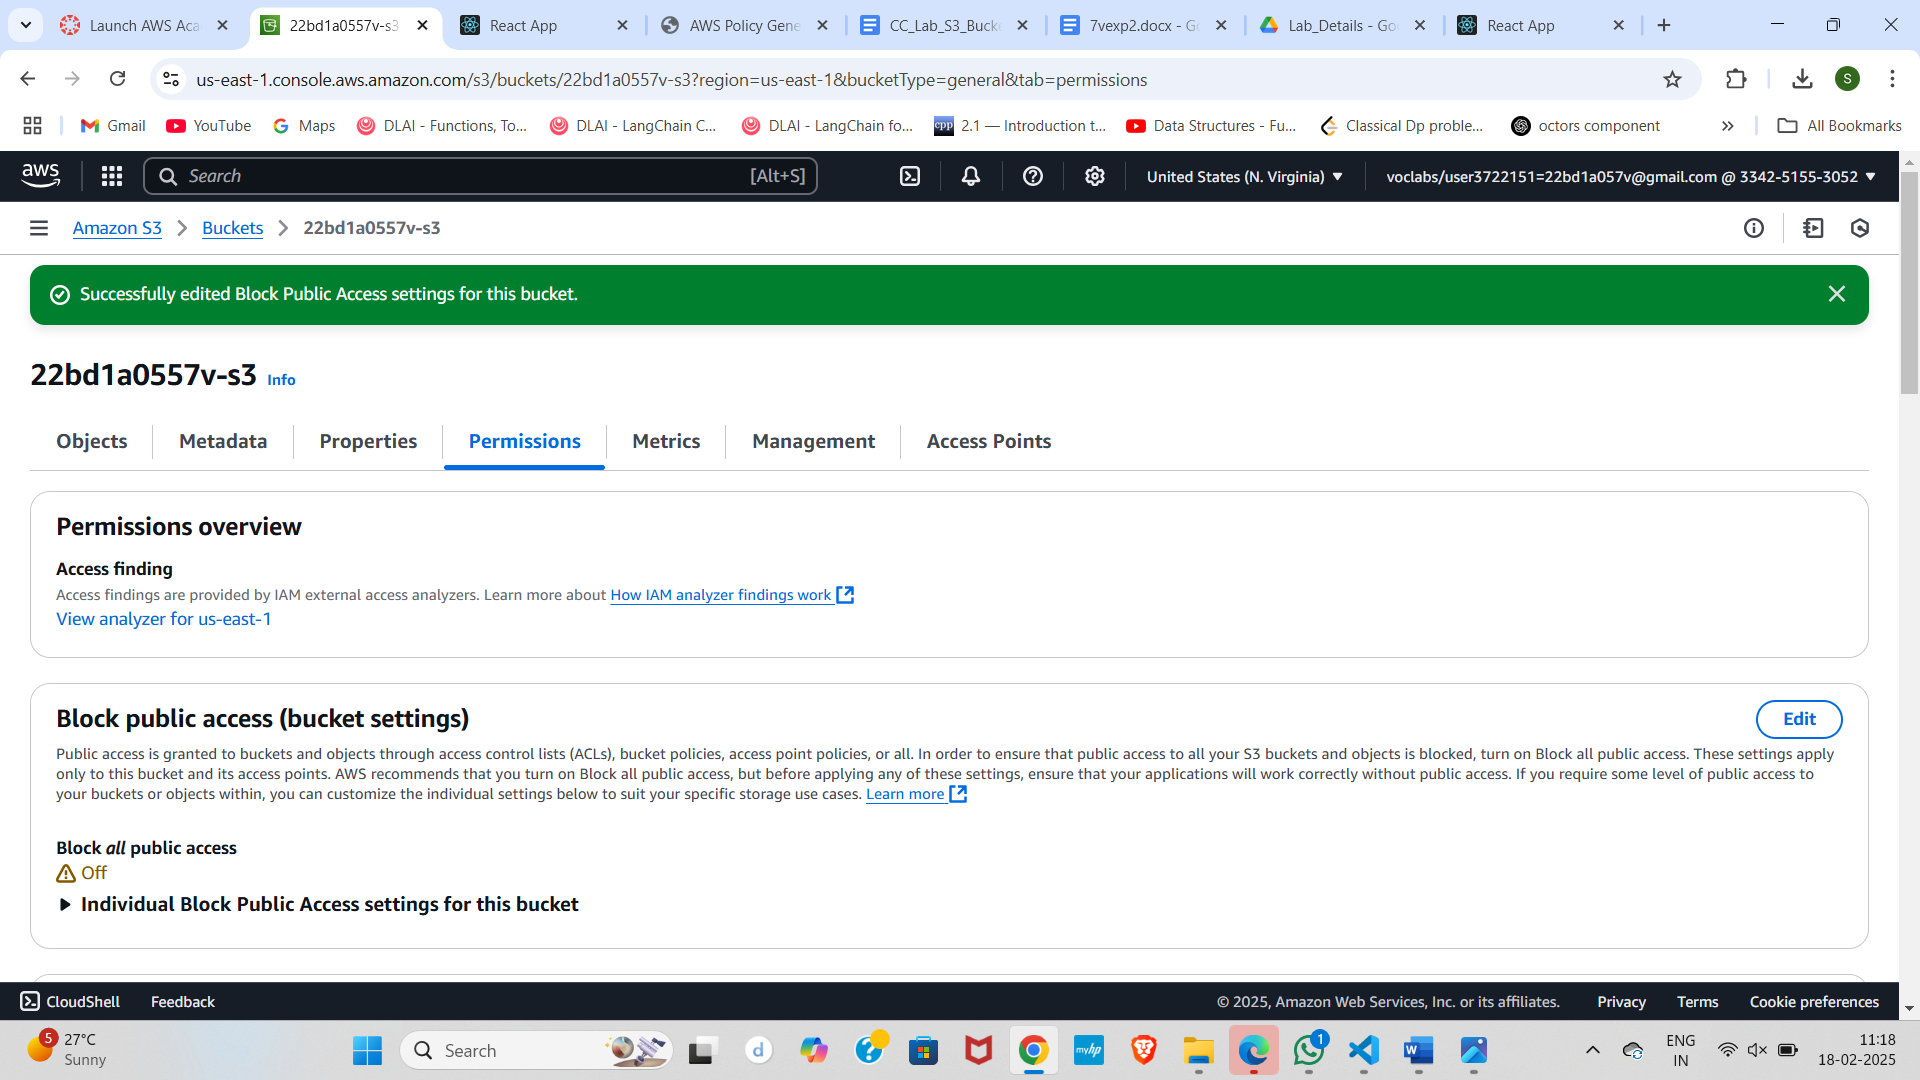 Launch AWS Aca
22bd1a0557v-s3
React App
AWS Policy Gene
CC_Lab_S3_Bucke
7vexp2.docx - Go
Lab_Details - Goo
React App
us-east-1.console.aws.amazon.com/s3/buckets/22bd1a0557v-s3?region=us-east-1&bucketType=general&tab=permissions
S
Gmail
YouTube
Maps
DLAI - Functions, To...
DLAI - LangChain C...
DLAI - LangChain fo...
cpp
2.1 — Introduction t...
Data Structures - Fu...
Classical Dp proble...
octors component
All Bookmarks
aws
Search
[Alt+S]
United States (N. Virginia)
voclabs/user3722151=22bd1a057v@gmail.com @ 3342-5155-3052
Amazon S3
Buckets
22bd1a0557v-s3
Successfully edited Block Public Access settings for this bucket.
22bd1a0557v-s3 Info
Objects
Metadata
Properties
Permissions
Metrics
Management
Access Points
Permissions overview
Access finding
Access findings are provided by IAM external access analyzers. Learn more about How IAM analyzer findings work
View analyzer for us-east-1
Block public access (bucket settings)
Edit
Public access is granted to buckets and objects through access control lists (ACLs), bucket policies, access point policies, or all. In order to ensure that public access to all your S3 buckets and objects is blocked, turn on Block all public access. These settings apply
only to this bucket and its access points. AWS recommends that you turn on Block all public access, but before applying any of these settings, ensure that your applications will work correctly without public access. If you require some level of public access to
your buckets or objects within, you can customize the individual settings below to suit your specific storage use cases. Learn more
Block all public access
Off
Individual Block Public Access settings for this bucket
CloudShell
Feedback
© 2025, Amazon Web Services, Inc. or its affiliates.
Privacy
Terms
Cookie preferences
5
27°C
Sunny
Search
d
myhp
1
W
ENG
IN
11:18
18-02-2025